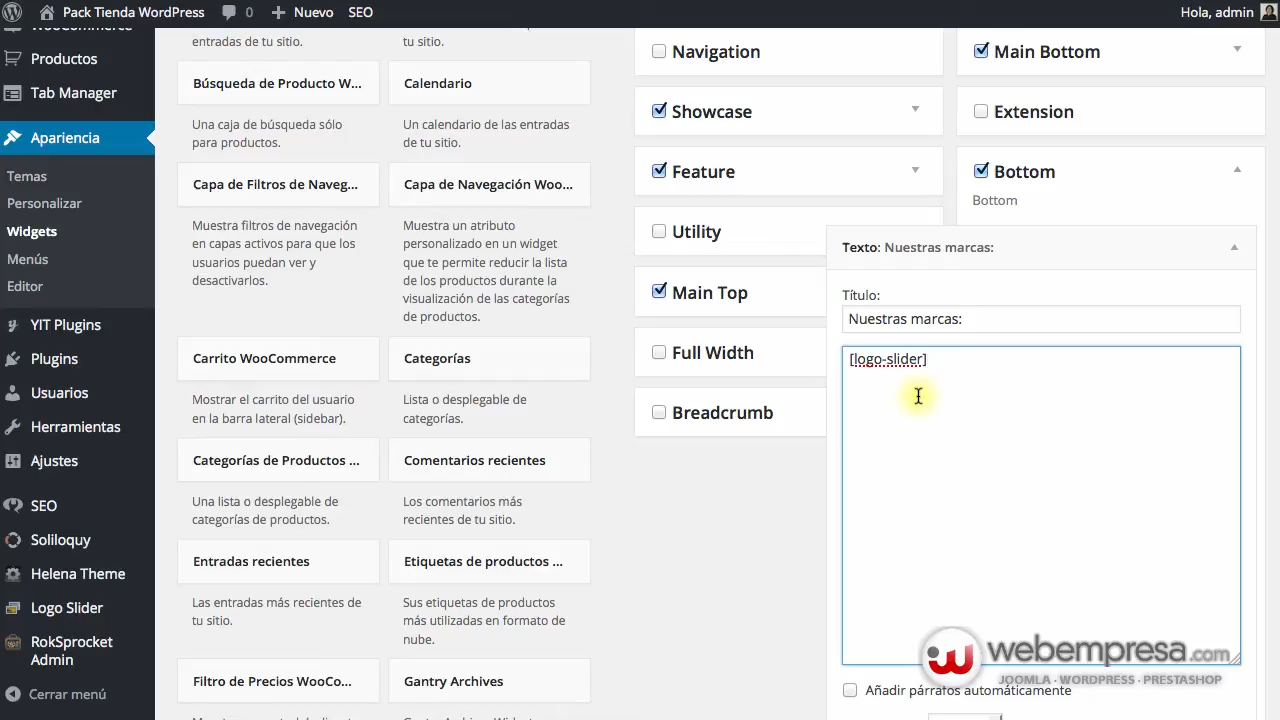 Pack Tienda WordPress
0
Nuevo
SEO
Hola, admin
Productos
Tab Manager
Apariencia
Temas
Personalizar
Widgets
Menús
Editor
YIT Plugins
Plugins
Usuarios
Herramientas
Ajustes
SEO
Soliloquy
Helena Theme
Logo Slider
RokSprocket
Admin
Cerrar menú
entradas de tu sitio.
Búsqueda de Producto W...
Una caja de búsqueda sólo
para productos.
Capa de Filtros de Naveg...
Muestra filtros de navegación
en capas activos para que los
usuarios puedan ver y
desactivarlos.
Carrito WooCommerce
Mostrar el carrito del usuario
en la barra lateral (sidebar).
Categorías de Productos ...
Una lista o desplegable de
categorías de productos.
Entradas recientes
Las entradas más recientes de
tu sitio.
Filtro de Precios WooCo...
tu sitio.
Calendario
Un calendario de las entradas
de tu sitio.
Capa de Navegación Woo...
Muestra un atributo
personalizado en un widget
que te permite reducir la lista
de los productos durante la
visualización de las categorías
de productos.
Categorías
Lista o desplegable de
categorías.
Comentarios recientes
Los comentarios más
recientes de tu sitio.
Etiquetas de productos ...
Sus etiquetas de productos
más utilizadas en formato de
nube.
Gantry Archives
Navigation
Showcase
Feature
Utility
Main Top
Full Width
Breadcrumb
Main Bottom
Extension
Bottom
Bottom
Texto: Nuestras marcas:
Título:
Nuestras marcas:
[logo-slider]
webempresa.com
JOOMLA · WORDPRESS · PRESTASHOP
Añadir párrafos automáticamente